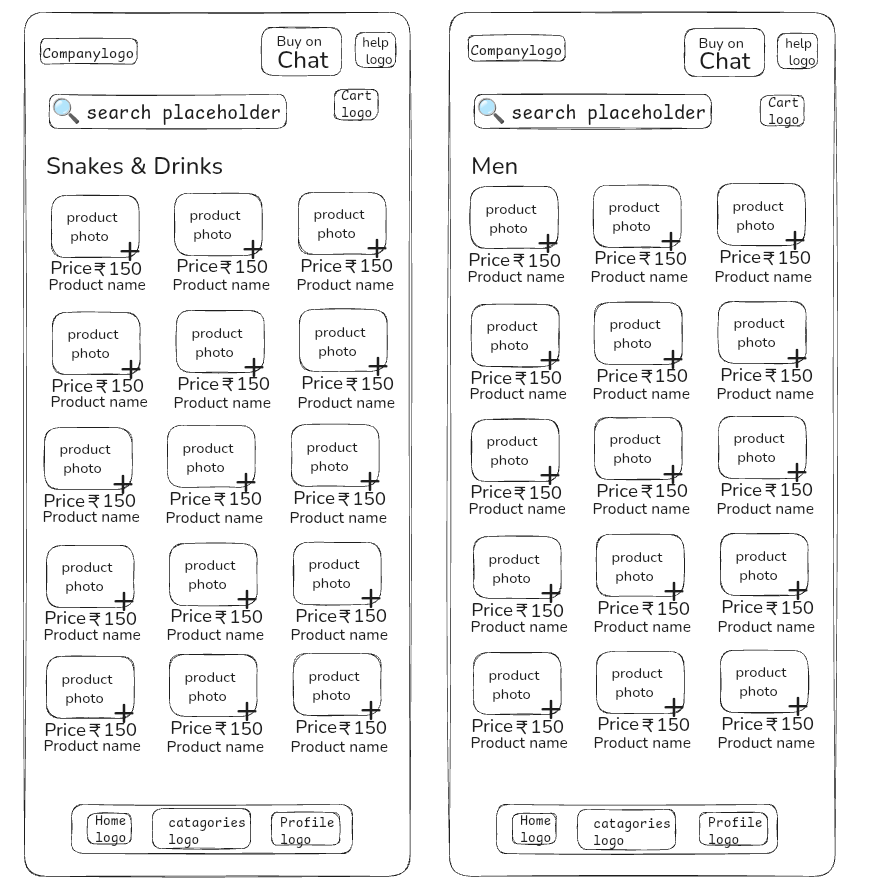 Companylogo
Buy on
Chat
help
logo
🔍 search placeholder
Cart
logo
Snakes & Drinks
product
photo
product
photo
product
photo
Price ₹ 150
Price ₹ 150
Price ₹ 150
Product name
Product name
Product name
product
photo
product
photo
product
photo
Price ₹ 150
Price ₹ 150
Price ₹ 150
Product name
Product name
Product name
product
photo
product
photo
product
photo
Price ₹ 150
Price ₹ 150
Price ₹ 150
Product name
Product name
Product name
product
photo
product
photo
product
photo
Price ₹ 150
Price ₹ 150
Price ₹ 150
Product name
Product name
Product name
product
photo
product
photo
product
photo
Price ₹ 150
Price ₹ 150
Price ₹ 150
Product name
Product name
Product name
Home
logo
catagories
logo
Profile
logo
Companylogo
Buy on
Chat
help
logo
🔍 search placeholder
Cart
logo
Men
product
photo
product
photo
product
photo
Price ₹ 150
Price ₹ 150
Price ₹ 150
Product name
Product name
Product name
product
photo
product
photo
product
photo
Price ₹ 150
Price ₹ 150
Price ₹ 150
Product name
Product name
Product name
product
photo
product
photo
product
photo
Price ₹ 150
Price ₹ 150
Price ₹ 150
Product name
Product name
Product name
product
photo
product
photo
product
photo
Price ₹ 150
Price ₹ 150
Price ₹ 150
Product name
Product name
Product name
product
photo
product
photo
product
photo
Price ₹ 150
Price ₹ 150
Price ₹ 150
Product name
Product name
Product name
Home
logo
catagories
logo
Profile
logo